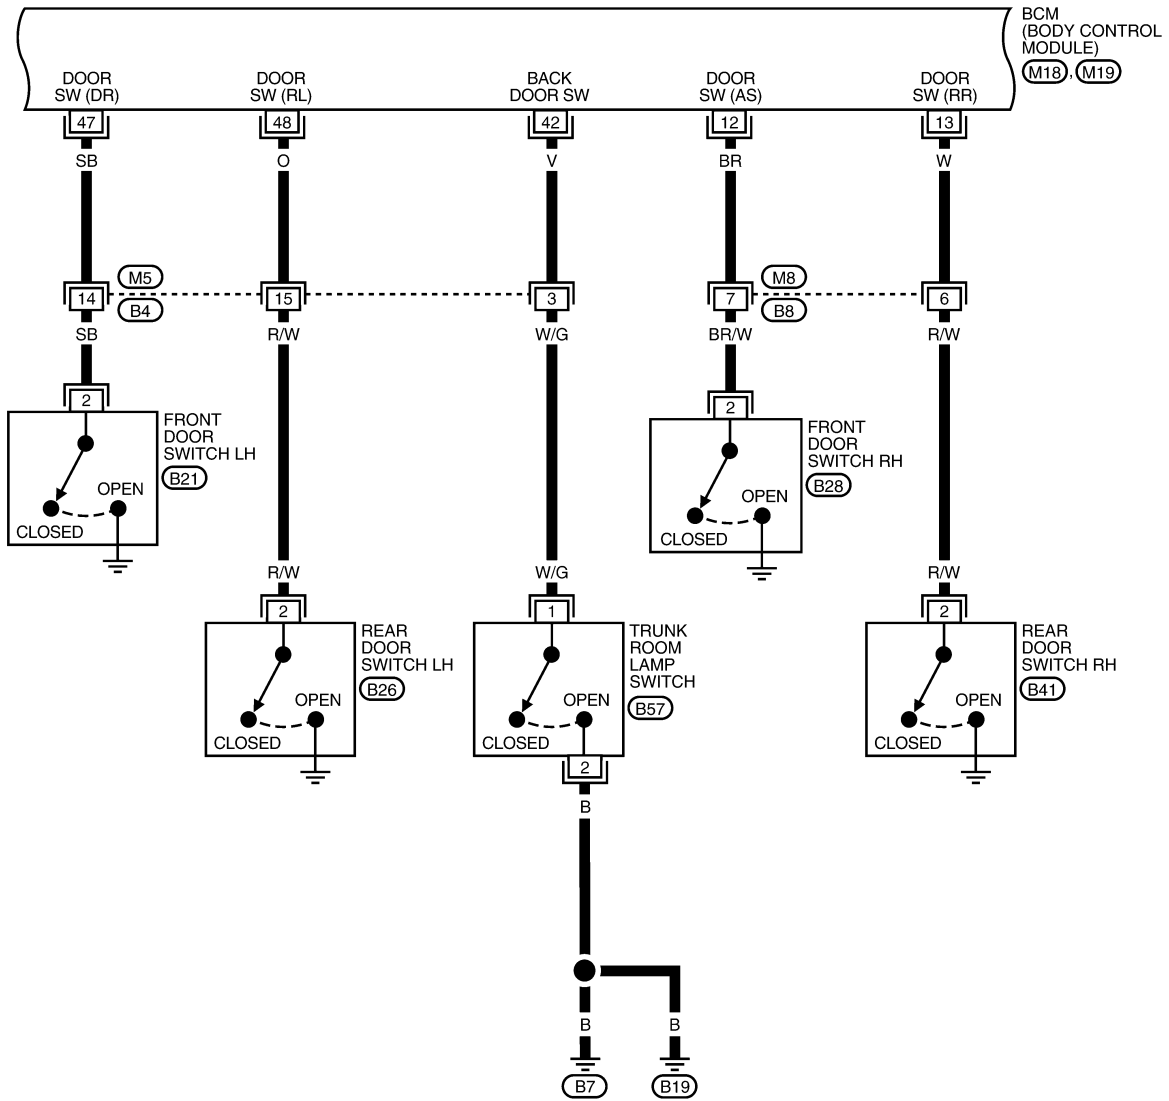 BCM
(BODY CONTROL
MODULE)
M18 , M19
DOOR
SW (DR)
DOOR
SW (RL)
BACK
DOOR SW
DOOR
SW (AS)
DOOR
SW (RR)
47 48 42 12 13
SB O V BR W
M5 M8
14 15 3 7 6
B4 B8
SB R/W W/G BR/W R/W
2
FRONT
DOOR
SWITCH LH
B21
OPEN
CLOSED
2
FRONT
DOOR
SWITCH RH
B28
OPEN
CLOSED
R/W W/G R/W
2
REAR
DOOR
SWITCH LH
B26
OPEN
CLOSED
1
TRUNK
ROOM
LAMP
SWITCH
B57
OPEN
CLOSED
2
2
REAR
DOOR
SWITCH RH
B41
OPEN
CLOSED
B
B B
B7 B19